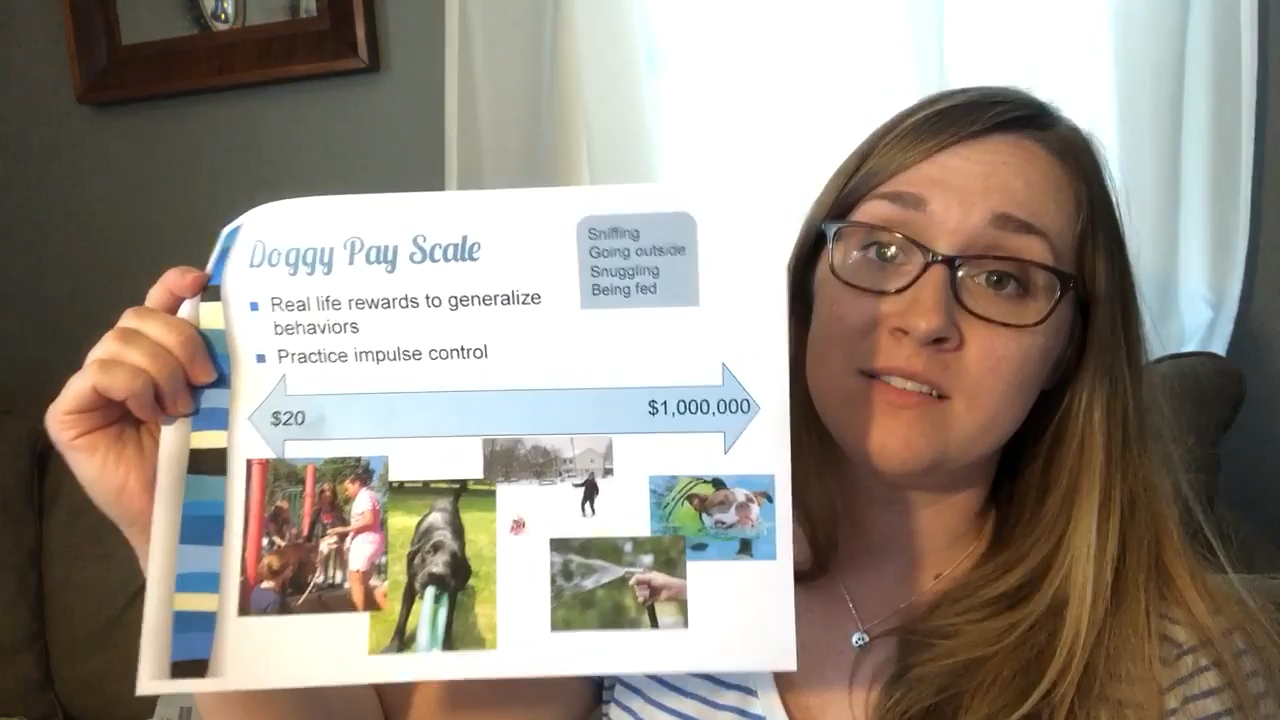 Doggy Pay Scale
Sniffing
Going outside
Snuggling
Being fed
Real life rewards to generalize
behaviors
Practice impulse control
$20
$1,000,000